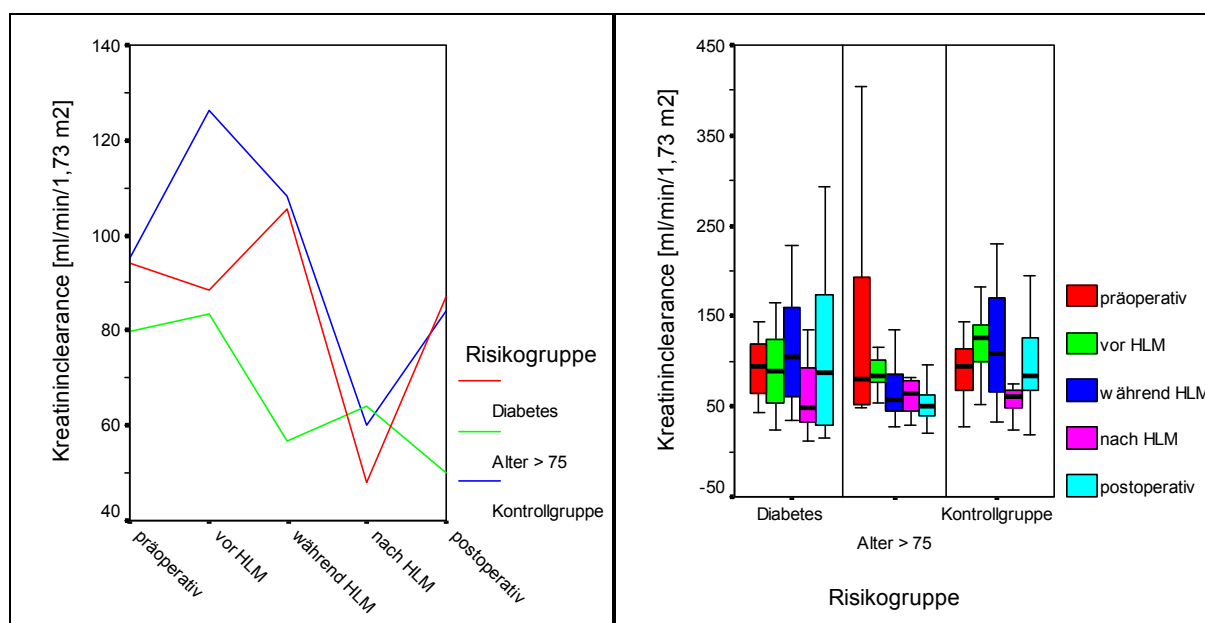 Kreatininclearance [ml/min/1,73 m2]
140
120
100
80
60
40
präoperativ
vor HLM
während HLM
nach HLM
postoperativ
Risikogruppe
Diabetes
Alter > 75
Kontrollgruppe
Kreatininclearance [ml/min/1,73 m2]
450
350
250
150
50
-50
Diabetes
Alter > 75
Kontrollgruppe
Risikogruppe
präoperativ
vor HLM
während HLM
nach HLM
postoperativ